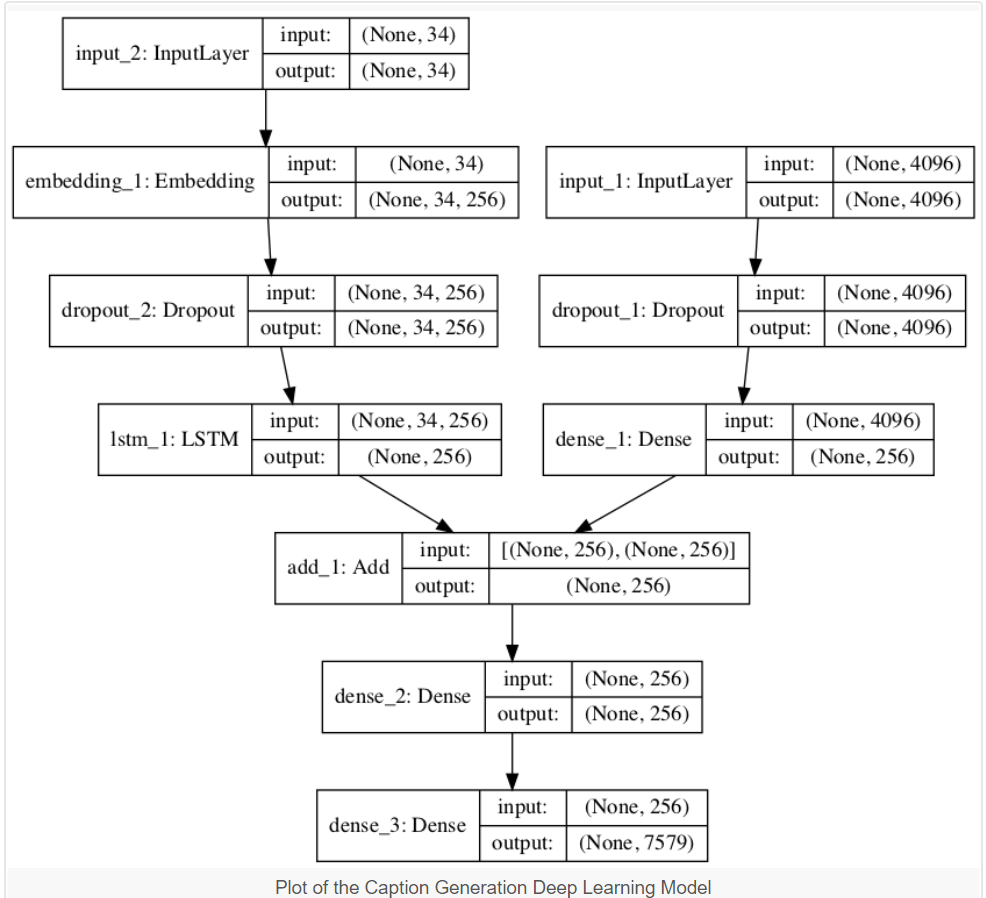 input_2: InputLayer
input: (None, 34)
output: (None, 34)
embedding_1: Embedding
input: (None, 34)
output: (None, 34, 256)
input_1: InputLayer
input: (None, 4096)
output: (None, 4096)
dropout_2: Dropout
input: (None, 34, 256)
output: (None, 34, 256)
dropout_1: Dropout
input: (None, 4096)
output: (None, 4096)
lstm_1: LSTM
input: (None, 34, 256)
output: (None, 256)
dense_1: Dense
input: (None, 4096)
output: (None, 256)
add_1: Add
input: [(None, 256), (None, 256)]
output: (None, 256)
dense_2: Dense
input: (None, 256)
output: (None, 256)
dense_3: Dense
input: (None, 256)
output: (None, 7579)
Plot of the Caption Generation Deep Learning Model